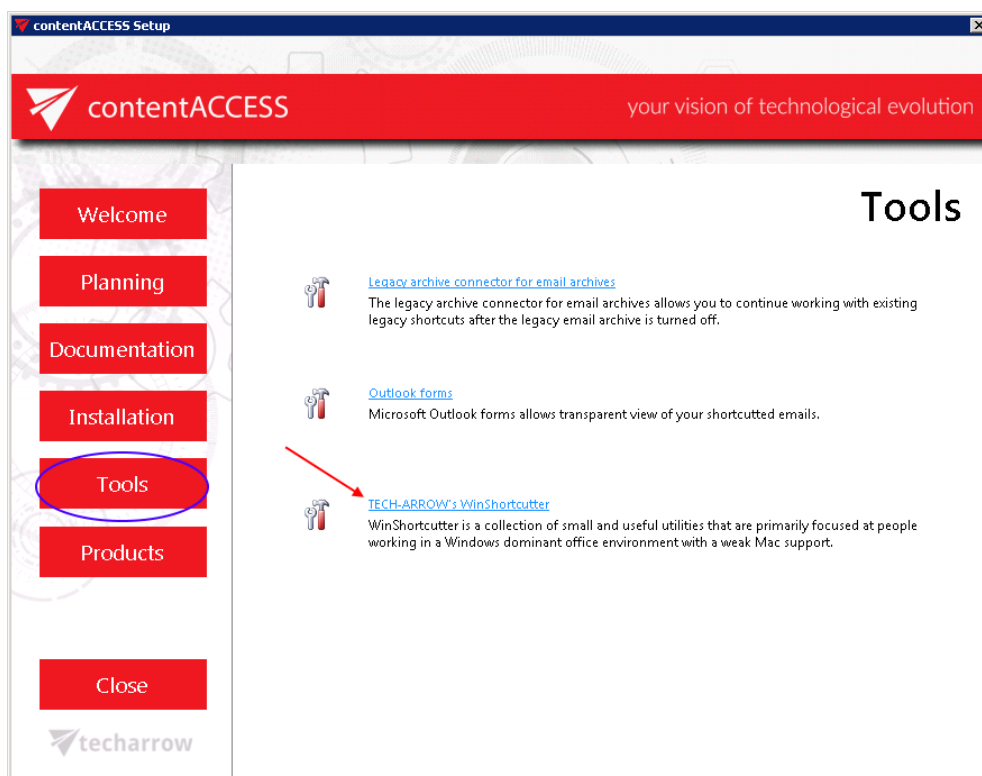 contentACCESS Setup
contentACCESS
your vision of technological evolution
Welcome
Planning
Documentation
Installation
Tools
Products
Close
techarrow
Tools
Legacy archive connector for email archives
The legacy archive connector for email archives allows you to continue working with existing
legacy shortcuts after the legacy email archive is turned off.
Outlook forms
Microsoft Outlook forms allows transparent view of your shortcutted emails.
TECH-ARROW's WinShortcutter
WinShortcutter is a collection of small and useful utilities that are primarily focused at people
working in a Windows dominant office environment with a weak Mac support.